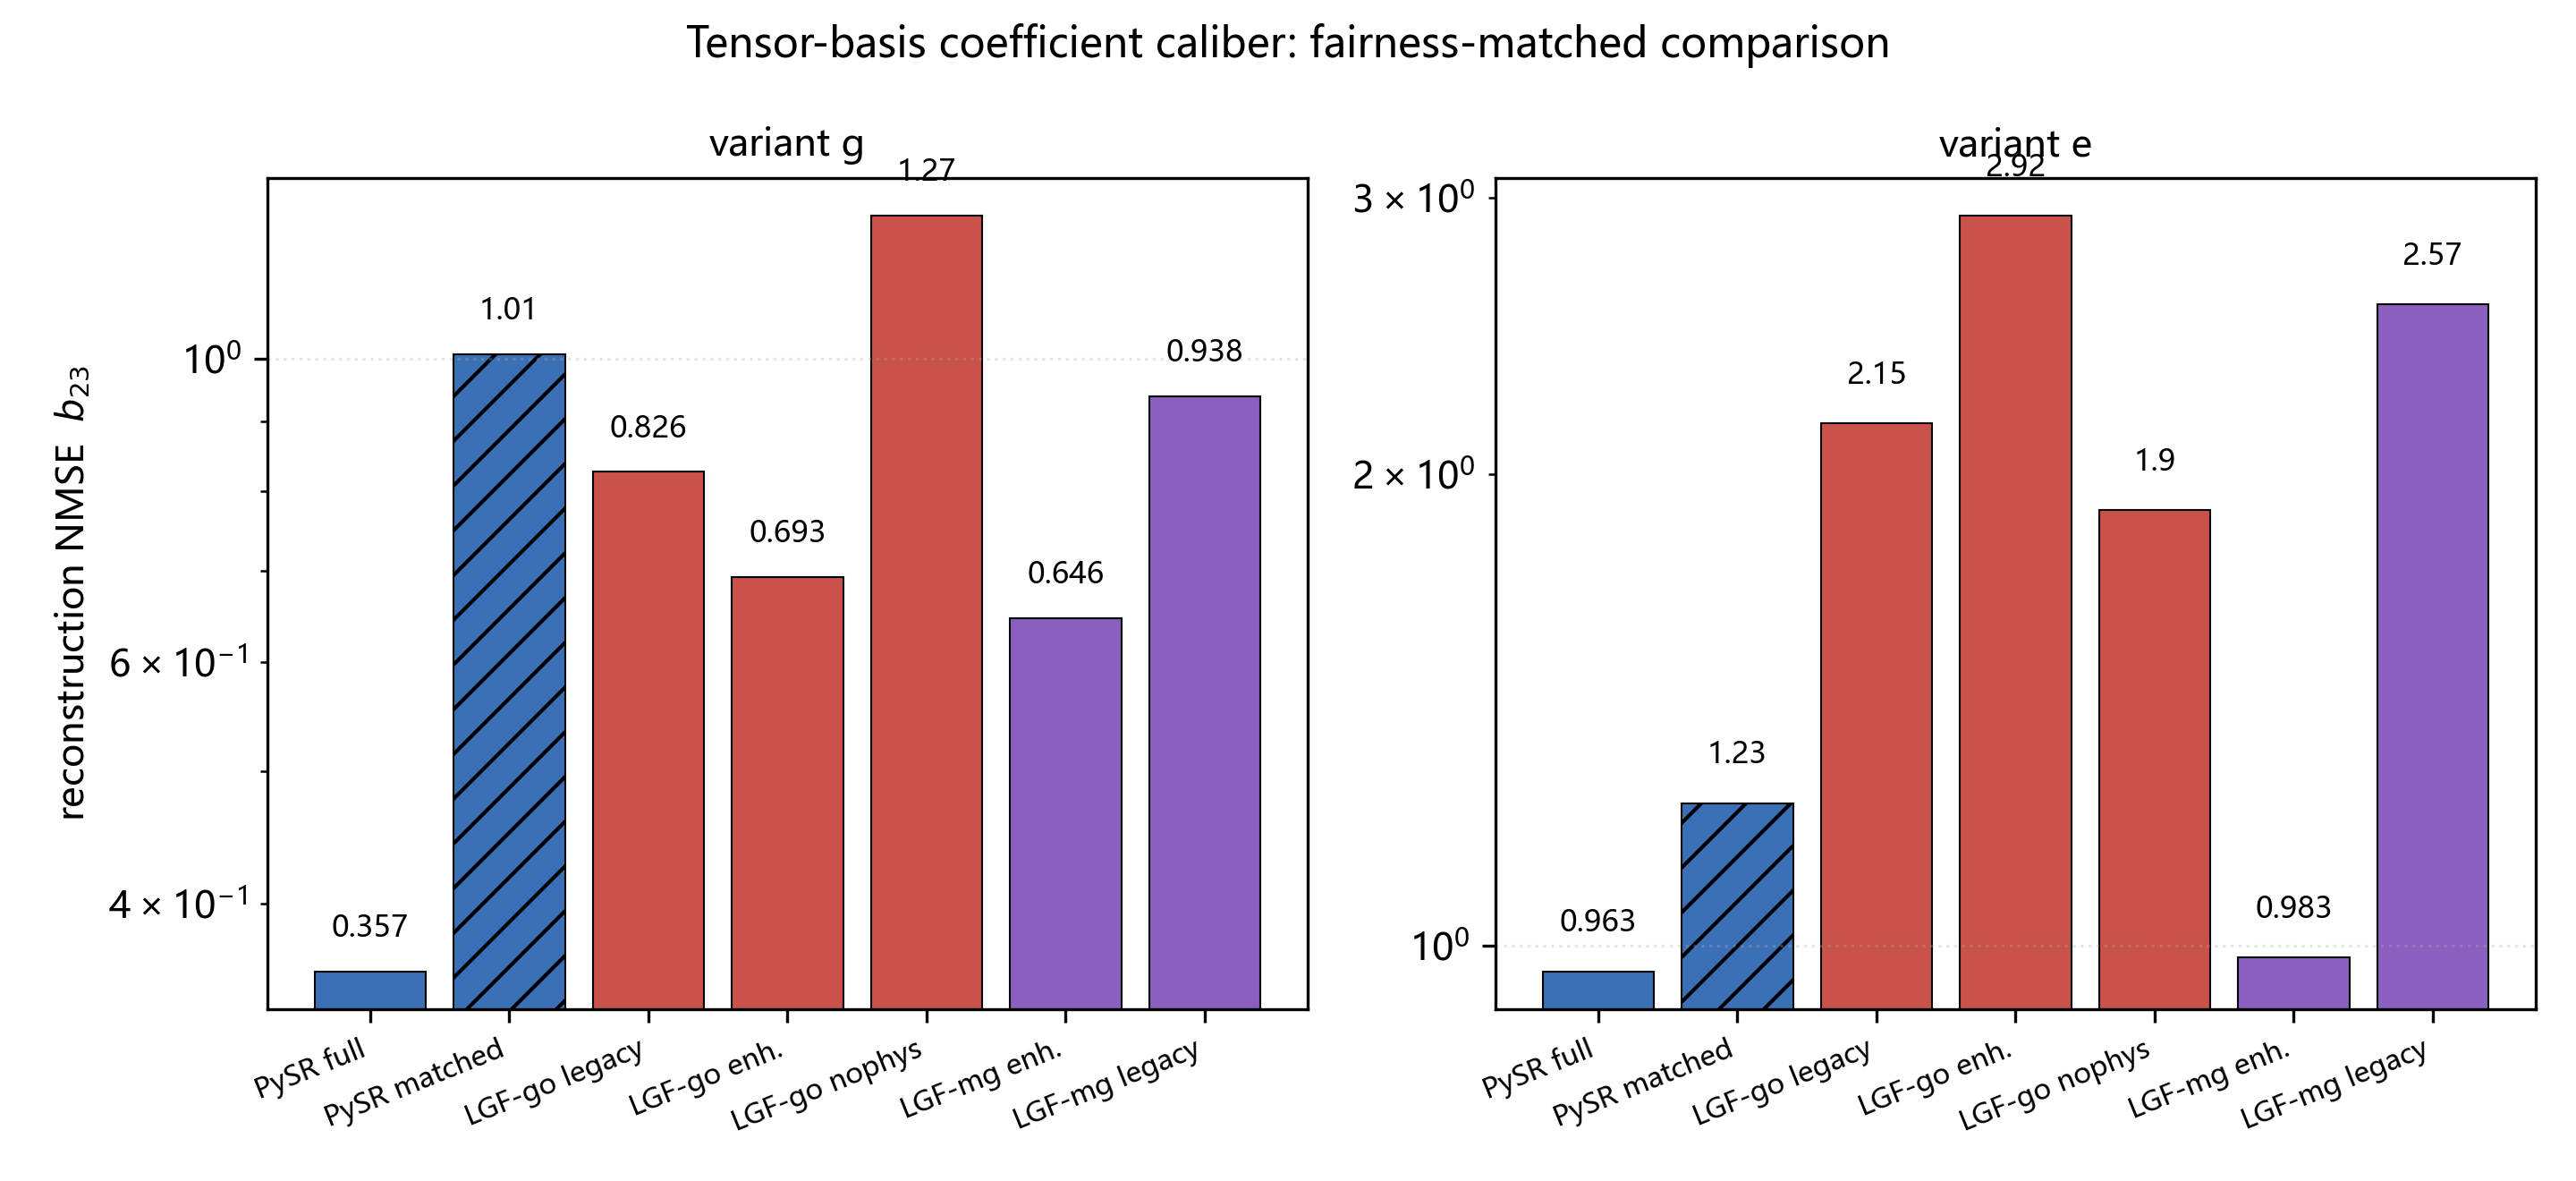 Tensor-basis coefficient caliber: fairness-matched comparison
variant g
reconstruction NMSE b₂₃
10⁰
6 × 10⁻¹
4 × 10⁻¹
0.357
1.01
0.826
0.693
1.27
0.646
0.938
PySR full
PySR matched
LGF-go legacy
LGF-go enh.
LGF-go nophys
LGF-mg enh.
LGF-mg legacy
variant e
3 × 10⁰
2 × 10⁰
10⁰
0.963
1.23
2.15
2.92
1.9
0.983
2.57
PySR full
PySR matched
LGF-go legacy
LGF-go enh.
LGF-go nophys
LGF-mg enh.
LGF-mg legacy